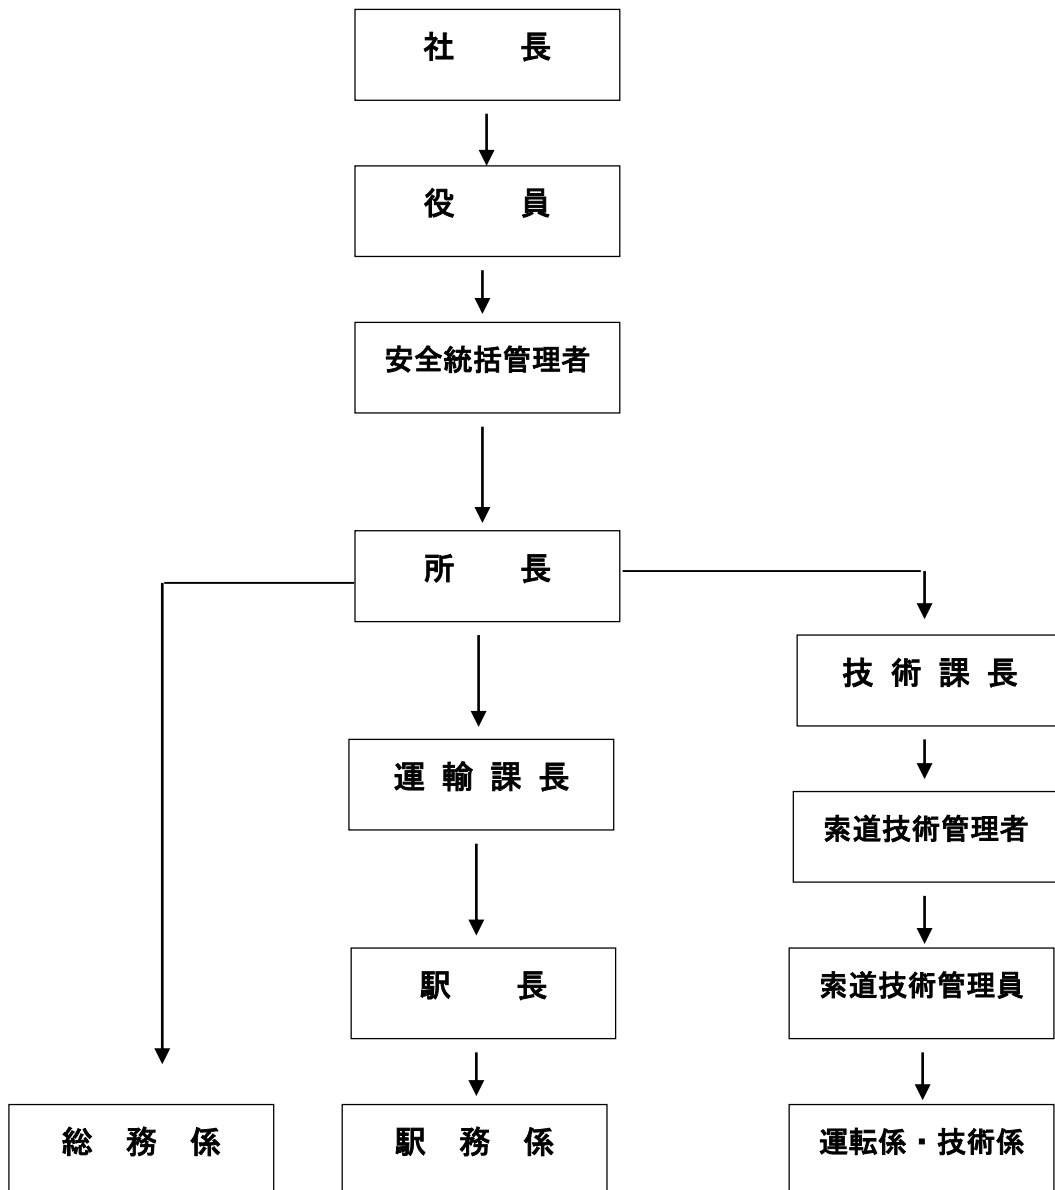 社　　長
役　　員
安全統括管理者
所　　長
技 術 課 長
運 輸 課 長
索道技術管理者
駅　　長
索道技術管理員
総　務　係
駅　務　係
運転係・技術係